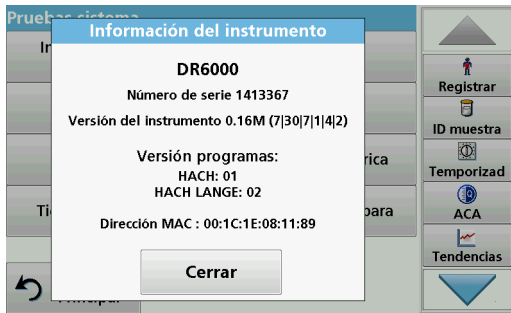 Pruebas sistema
Información del instrumento
DR6000
Número de serie 1413367
Versión del instrumento 0.16M (7|30|7|1|4|2)
Versión programas:
HACH: 01
HACH LANGE: 02
Dirección MAC : 00:1C:1E:08:11:89
Cerrar
Principal
Registrar
ID muestra
Temporizad
ACA
Tendencias